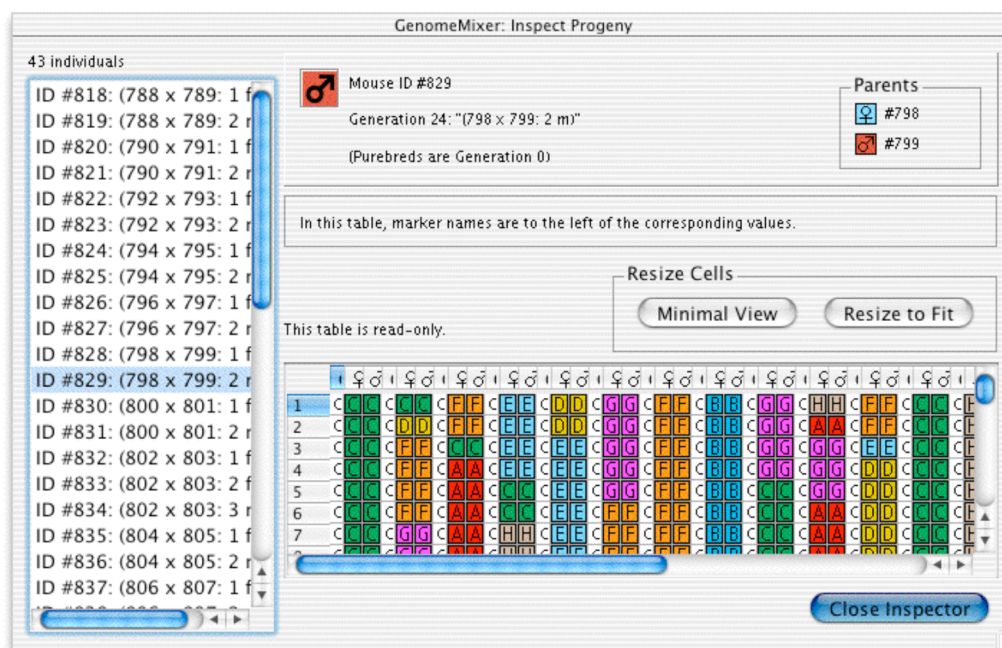 GenomeMixer: Inspect Progeny
43 individuals
ID #818: (788 x 789: 1 f
ID #819: (788 x 789: 2 r
ID #820: (790 x 791: 1 f
ID #821: (790 x 791: 2 r
ID #822: (792 x 793: 1 f
ID #823: (792 x 793: 2 r
ID #824: (794 x 795: 1 f
ID #825: (794 x 795: 2 r
ID #826: (796 x 797: 1 f
ID #827: (796 x 797: 2 r
ID #828: (798 x 799: 1 f
ID #829: (798 x 799: 2 r
ID #830: (800 x 801: 1 f
ID #831: (800 x 801: 2 r
ID #832: (802 x 803: 1 f
ID #833: (802 x 803: 2 f
ID #834: (802 x 803: 3 r
ID #835: (804 x 805: 1 f
ID #836: (804 x 805: 2 r
ID #837: (806 x 807: 1 f
♂ Mouse ID #829
Generation 24: "(798 x 799: 2 m)"
(Purebreds are Generation 0)
Parents
♀ #798
♂ #799
In this table, marker names are to the left of the corresponding values.
Resize Cells
Minimal View Resize to Fit
This table is read-only.
♀ ♂ ♀ ♂ ♀ ♂ ♀ ♂ ♀ ♂ ♀ ♂ ♀ ♂ ♀ ♂ ♀ ♂ ♀ ♂ ♀ ♂ ♀ ♂
1 C C C C C C C F F C E E C D D C G G C F F C B B C G G C H H C F F C C C C F
2 C C C C D D C F F C E E C D D C G G C F F C B B C G G C A A C F F C C C C F
3 C C C C F F C C C C E E C E E C G G C F F C B B C G G C G G C E E C C C C F
4 C C C C F F C A A C E E C E E C G G C F F C B B C G G C G G C D D C C C C F
5 C C C C F F C A A C C C C E E C G G C F F C B B C C C C G G C D D C C C C F
6 C C C C F F C A A C C C C E E C F F C F F C B B C C C C A A C D D C C C C F
7 C C C C G G C A A C H H C E E C F F C F F C B B C C C C A A C D D C C C C F
Close Inspector